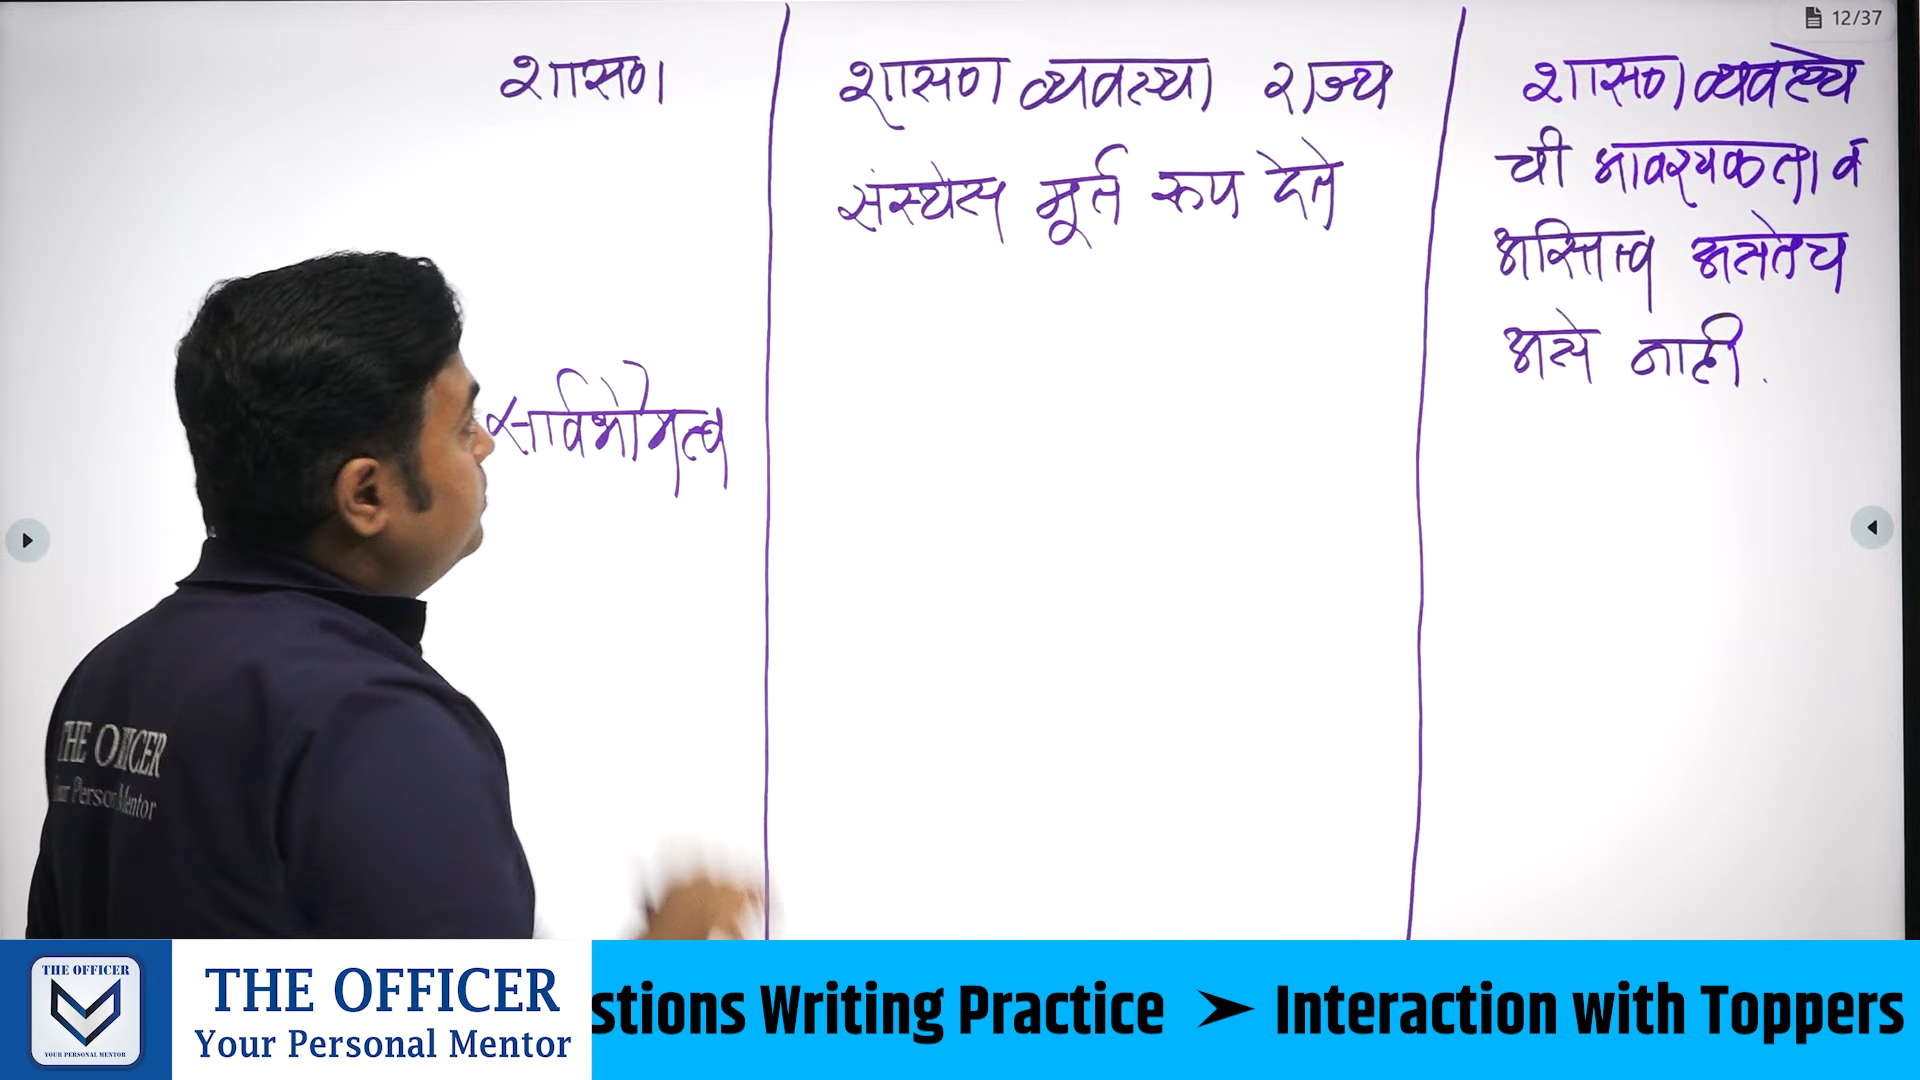 12/37
शासन
शासन व्यवस्था राज्य
संस्थेस मूर्त रूप देते
शासन व्यवस्थे
ची आवश्यकता व
अस्तित्व असतेच
असे नाही.
सार्वभौमत्व
THE OFFICER
Your Person Mentor
THE OFFICER
YOUR PERSONAL MENTOR
THE OFFICER
Your Personal Mentor
stions Writing Practice ➤ Interaction with Toppers